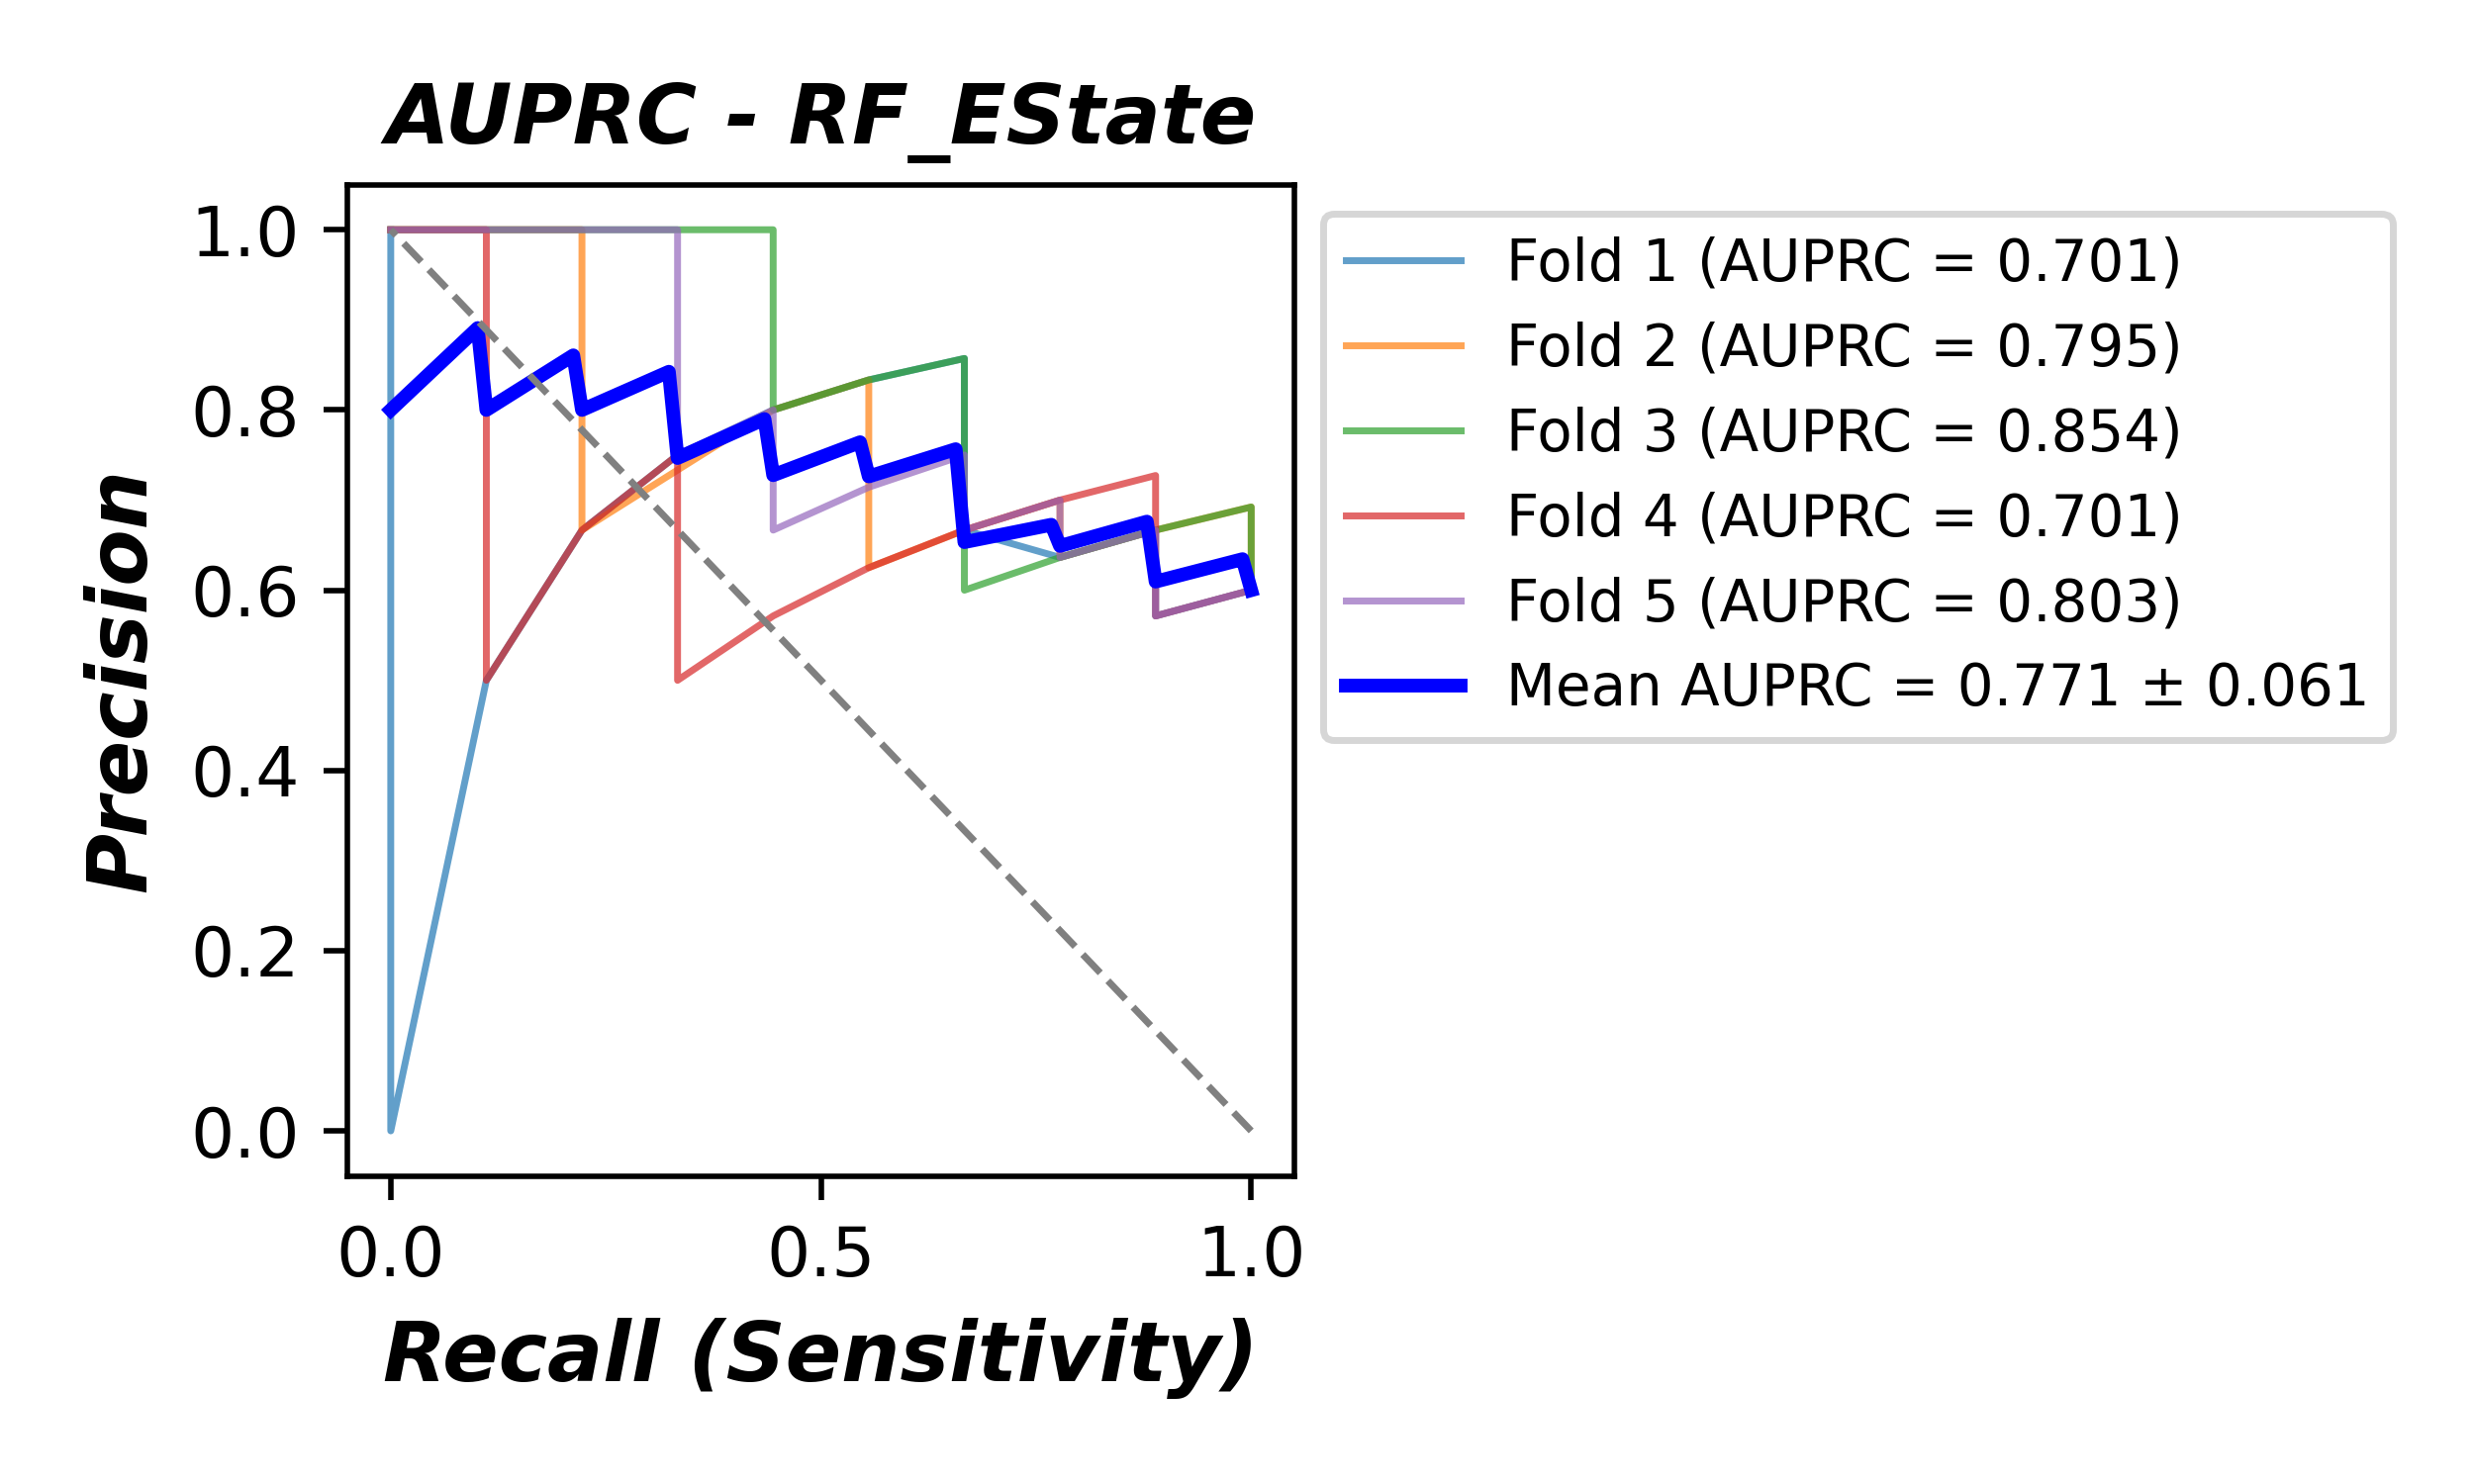 AUPRC - RF_EState
Precision
1.0
0.8
0.6
0.4
0.2
0.0
0.0 0.5 1.0
Recall (Sensitivity)
Fold 1 (AUPRC = 0.701)
Fold 2 (AUPRC = 0.795)
Fold 3 (AUPRC = 0.854)
Fold 4 (AUPRC = 0.701)
Fold 5 (AUPRC = 0.803)
Mean AUPRC = 0.771 ± 0.061